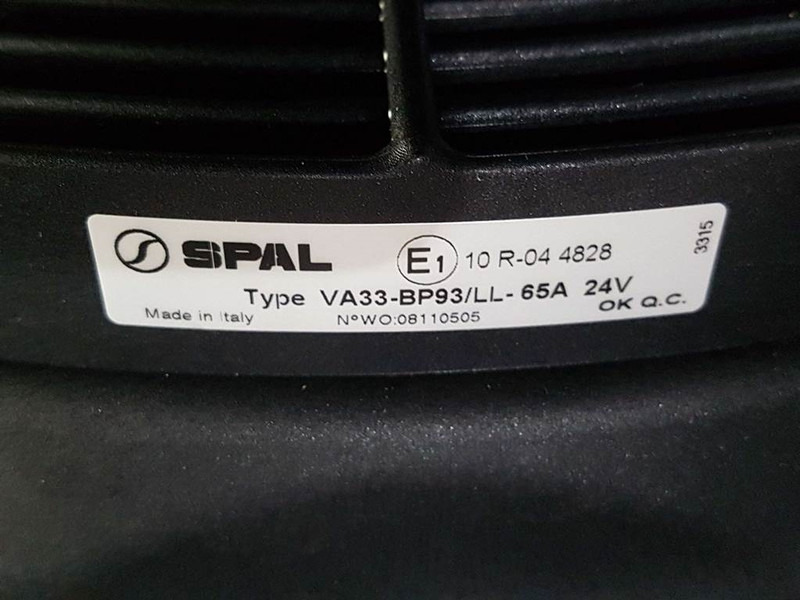 SPAL E1 10 R-04 4828
3315
Type VA33-BP93/LL- 65A 24V
Made in Italy N°WO:08110505 OK Q.C.